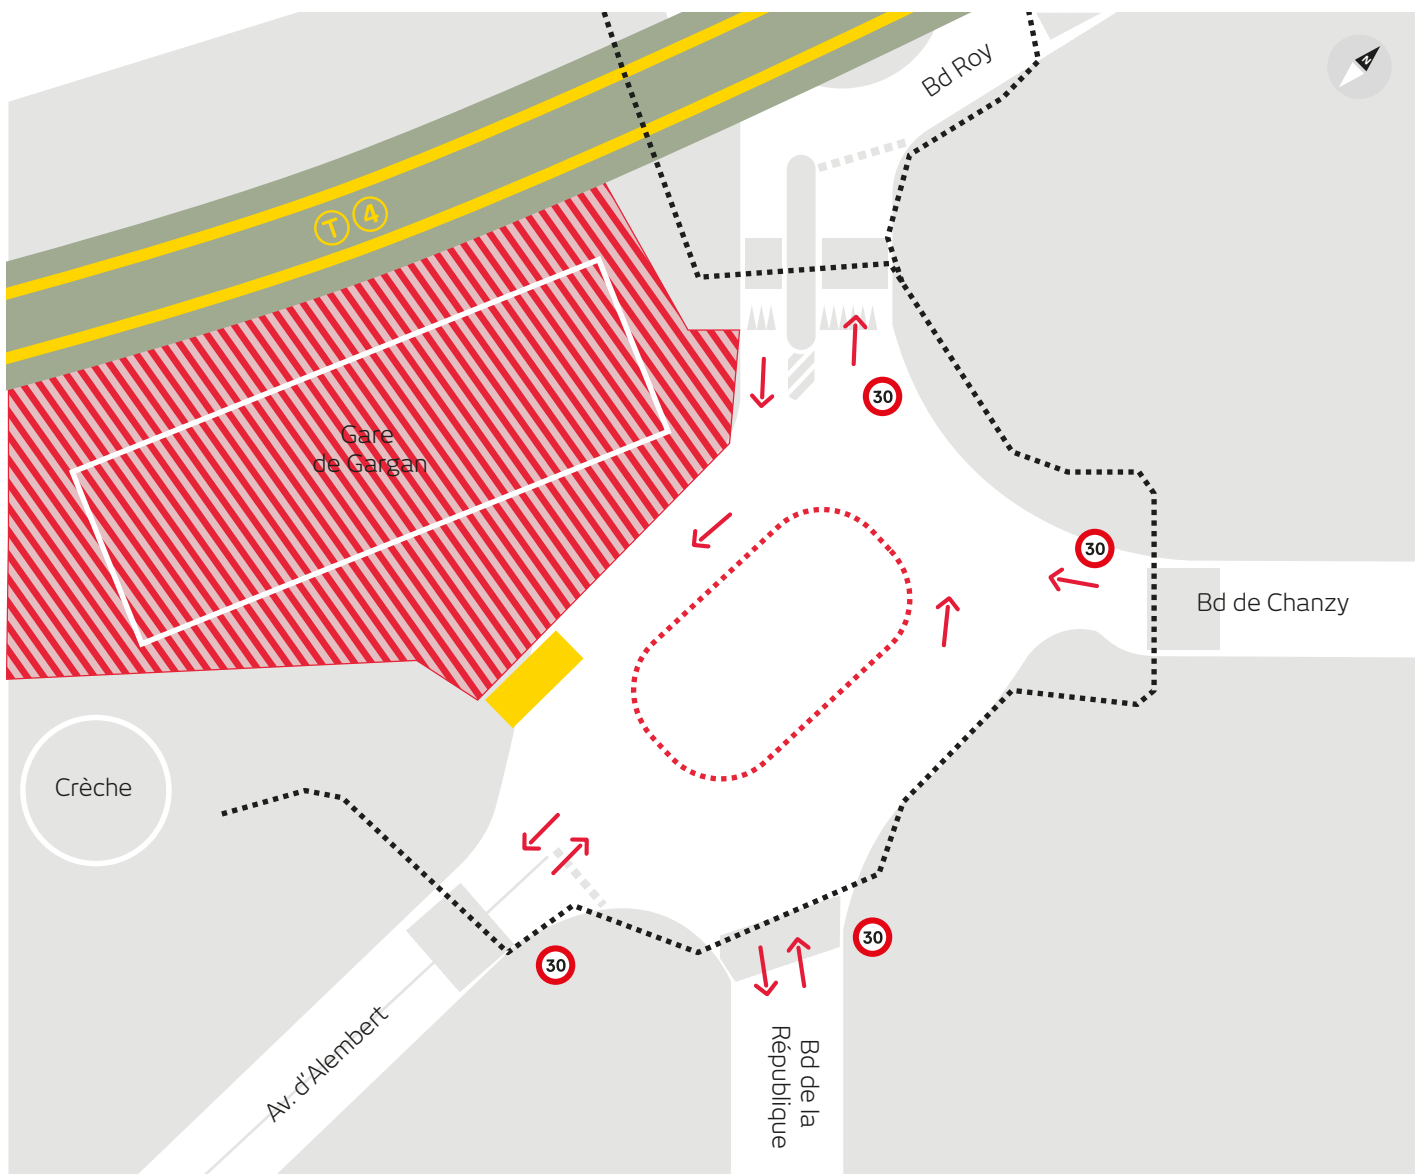 Bd Roy
N
T 4
30
Gare
de Gargan
30
Bd de Chanzy
Crèche
30
30
Av. d'Alembert
Bd de la
République